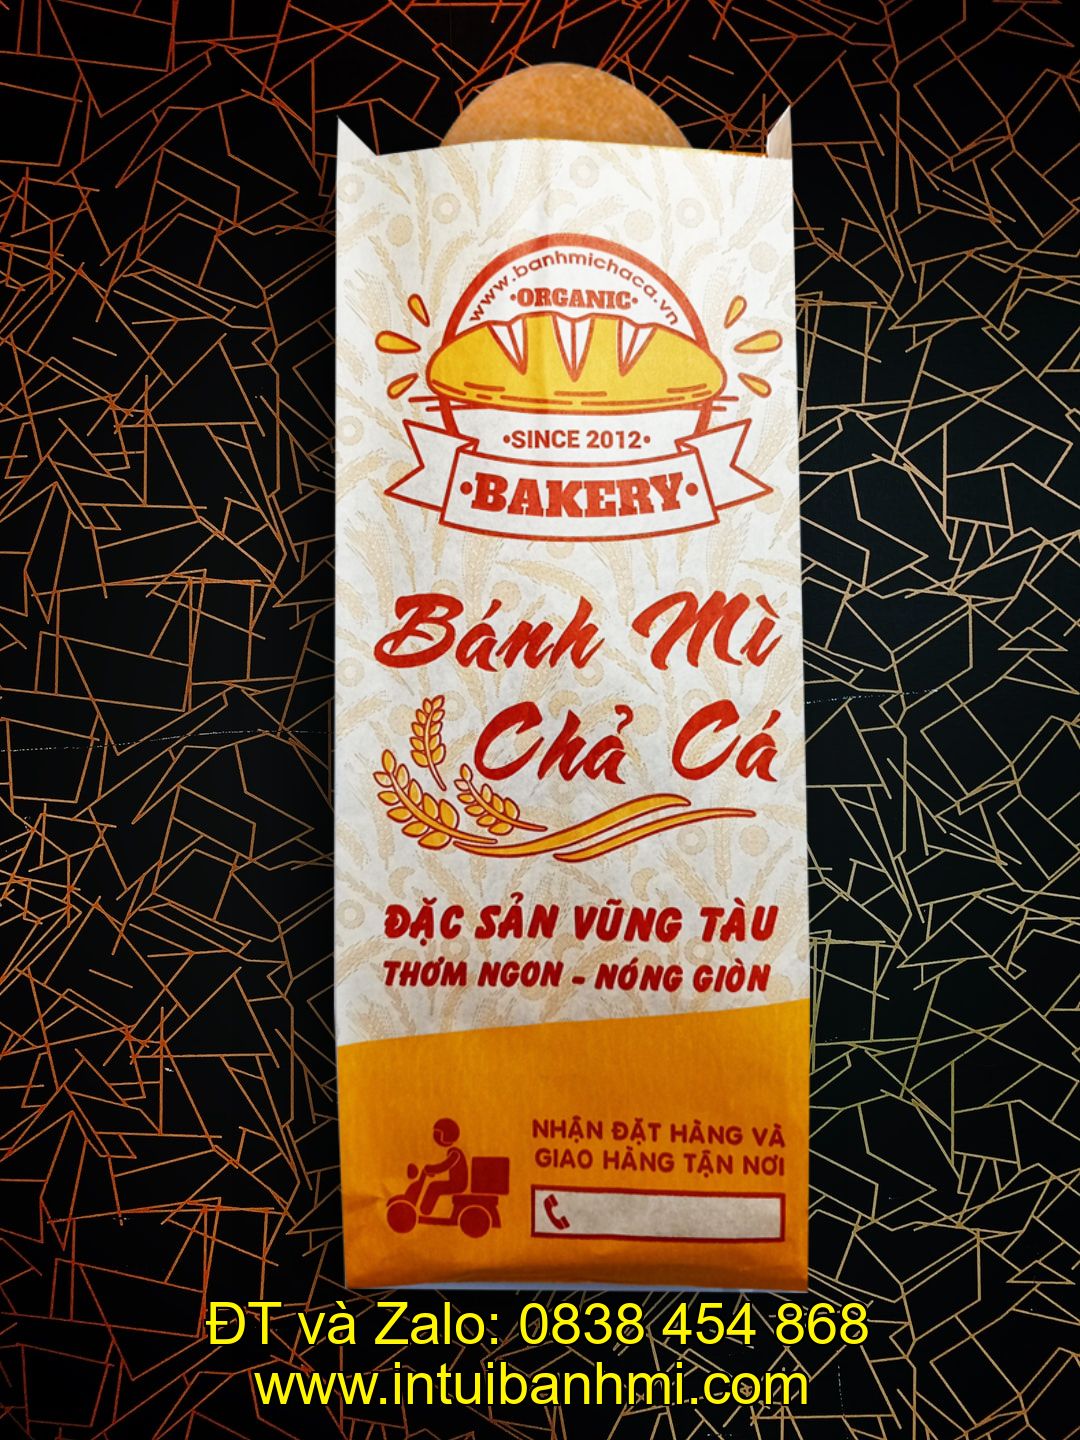 www.banhmichaca.vn
·ORGANIC·
·SINCE 2012·
·BAKERY·
Bánh Mì
Chả Cá
ĐẶC SẢN VŨNG TÀU
THƠM NGON - NÓNG GIÒN
NHẬN ĐẶT HÀNG VÀ
GIAO HÀNG TẬN NƠI
ĐT và Zalo: 0838 454 868
www.intuibanhmi.com